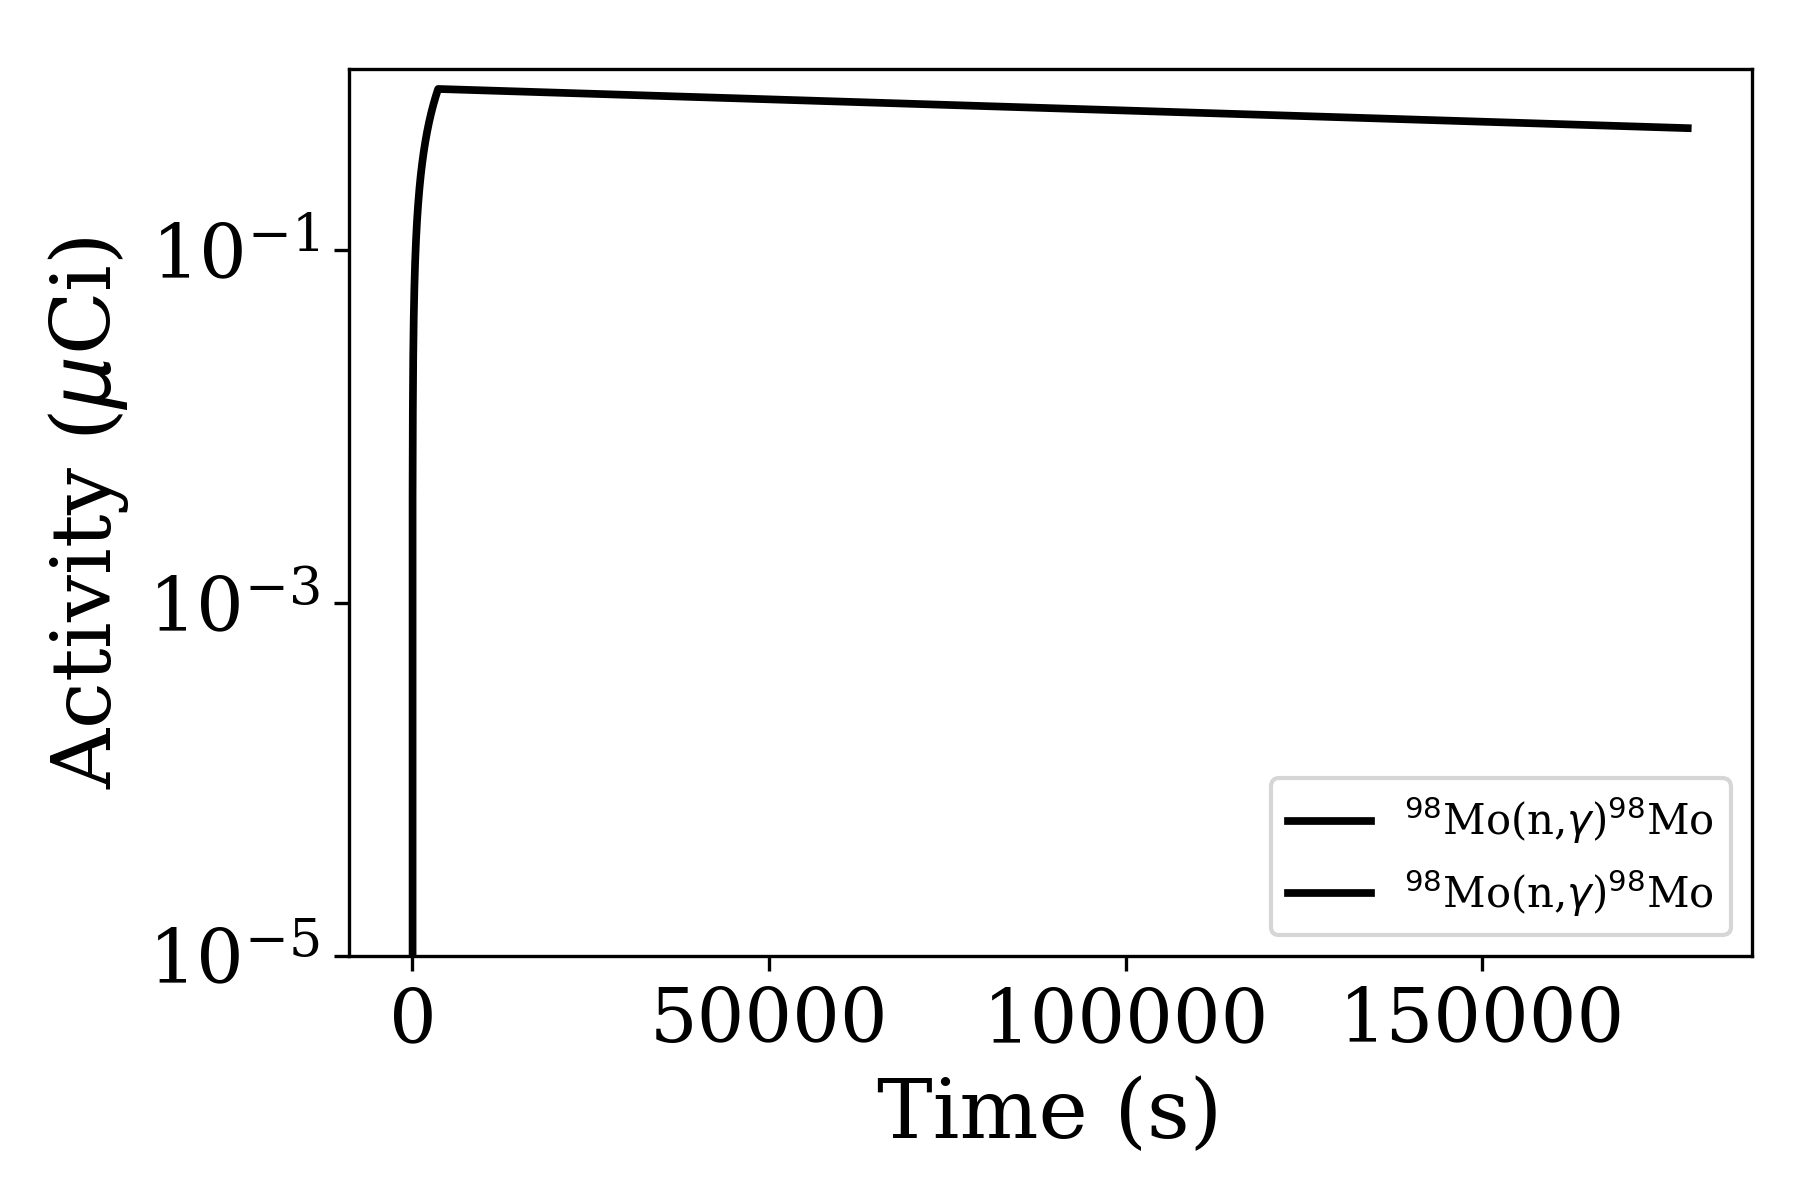 Activity (μCi)
10⁻¹
10⁻³
10⁻⁵
0 50000 100000 150000
Time (s)
⁹⁸Mo(n,γ)⁹⁸Mo
⁹⁸Mo(n,γ)⁹⁸Mo